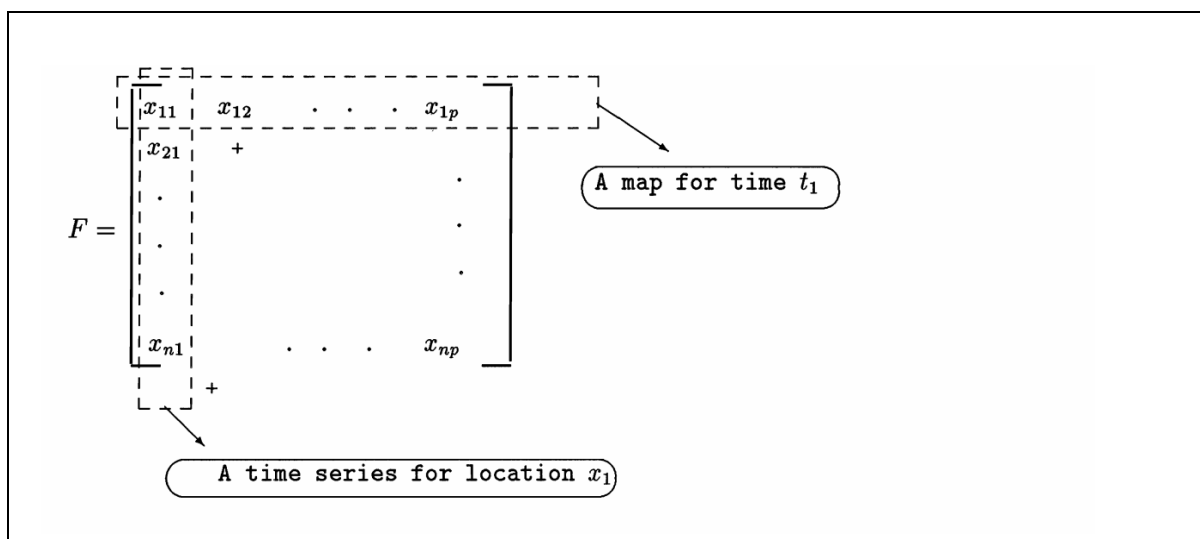 x₁₁ x₁₂ . . . x₁ₚ
x₂₁ +
.
A map for time t₁
.
.
F =
.
.
.
xₙ₁ . . . xₙₚ
+
A time series for location x₁